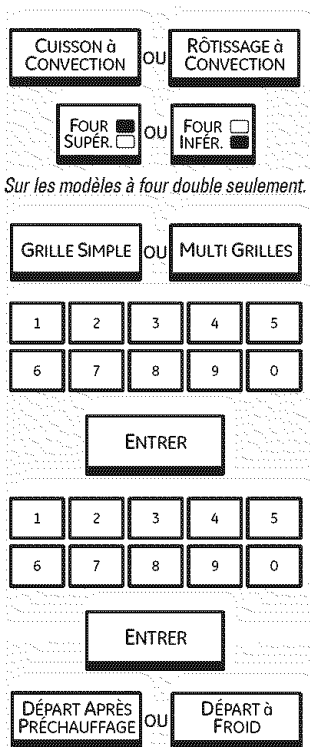 CUISSON à CONVECTION OU RÔTISSAGE à CONVECTION
FOUR SUPÉR. OU FOUR INFÉR.
Sur les modèles à four double seulement.
GRILLE SIMPLE OU MULTI GRILLES
1 2 3 4 5
6 7 8 9 0
ENTRER
1 2 3 4 5
6 7 8 9 0
ENTRER
DÉPART APRÈS PRÉCHAUFFAGE OU DÉPART à FROID